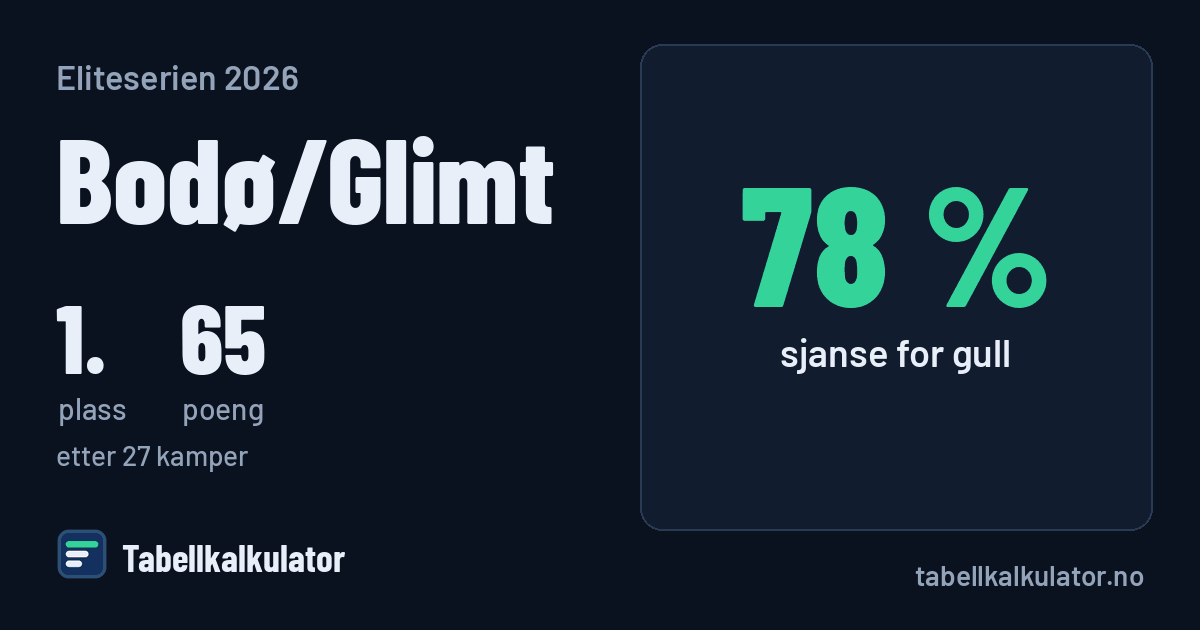 Eliteserien 2026
Bodø/Glimt
1. 65
plass poeng
etter 27 kamper
Tabellkalkulator
78 %
sjanse for gull
tabellkalkulator.no